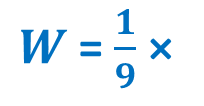 W = 1/9 ×